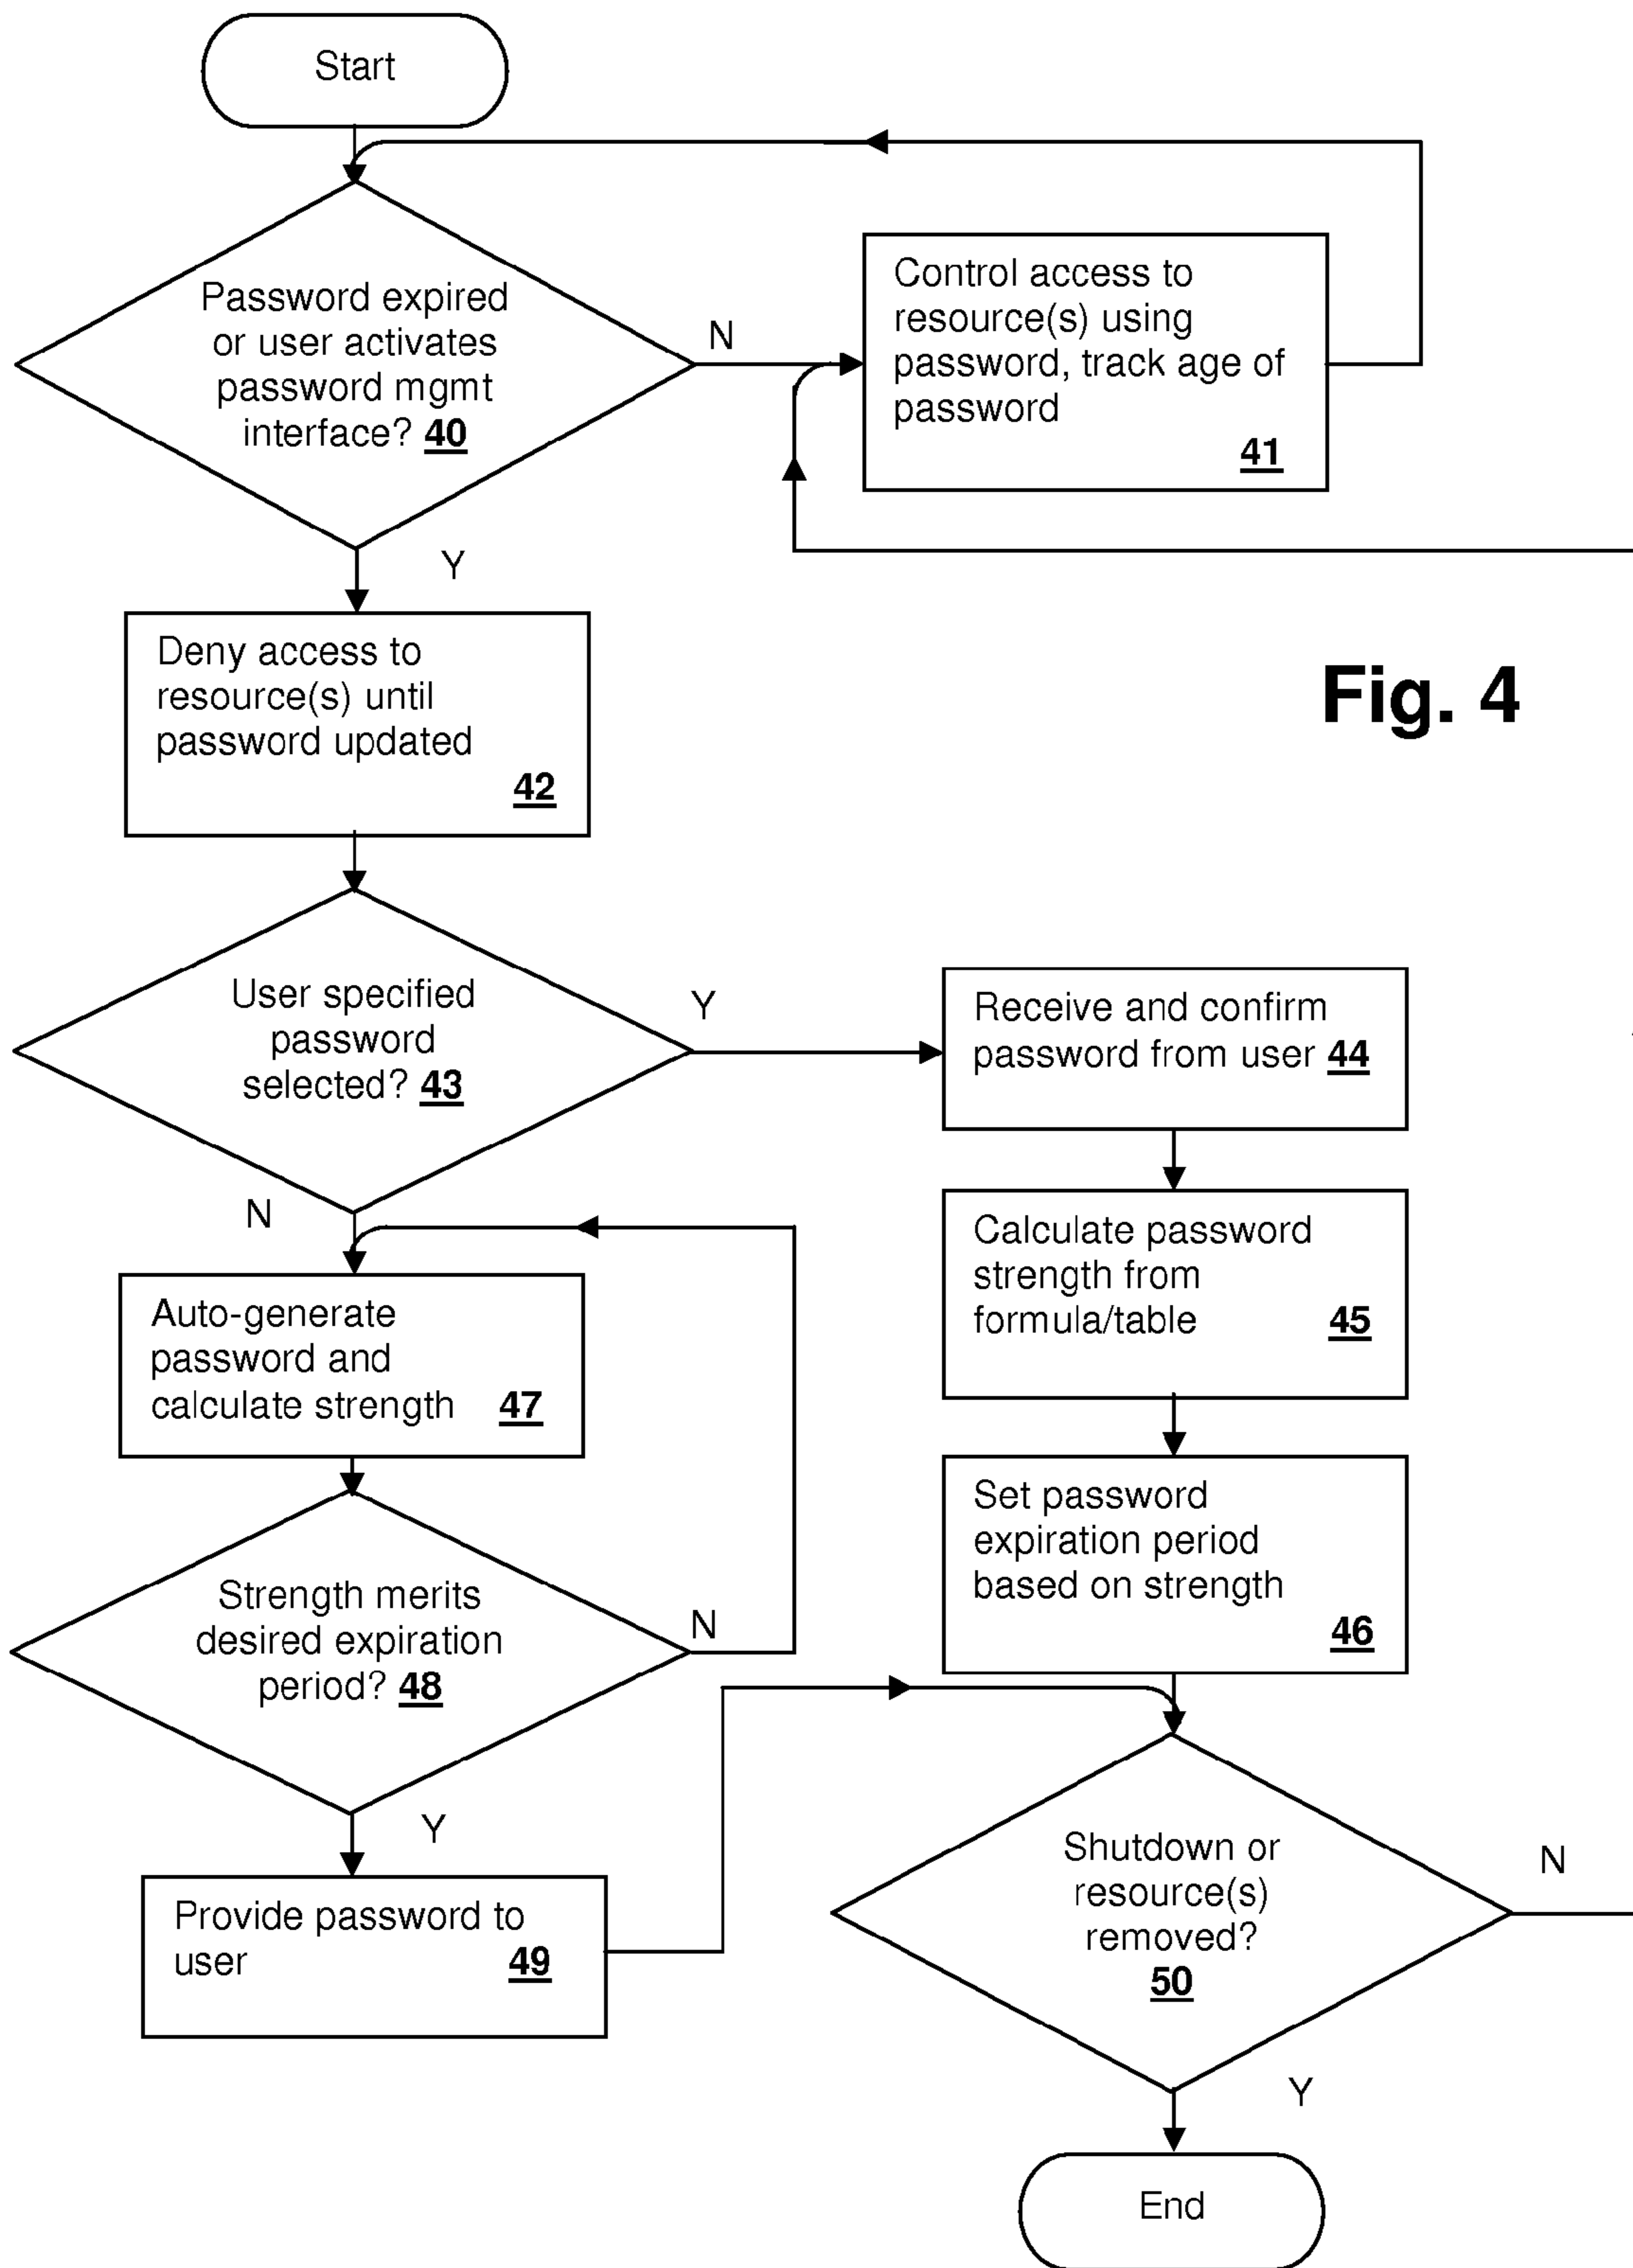 Start
Password expired
or user activates
password mgmt
interface? 40
N
Control access to
resource(s) using
password, track age of
password
41
Y
Deny access to
resource(s) until
password updated
42
Fig. 4
User specified
password
selected? 43
Y
Receive and confirm
password from user 44
N
Calculate password
strength from
formula/table 45
Auto-generate
password and
calculate strength 47
Set password
expiration period
based on strength
46
Strength merits
desired expiration
period? 48
N
Y
Provide password to
user 49
Shutdown or
resource(s)
removed?
50
N
Y
End